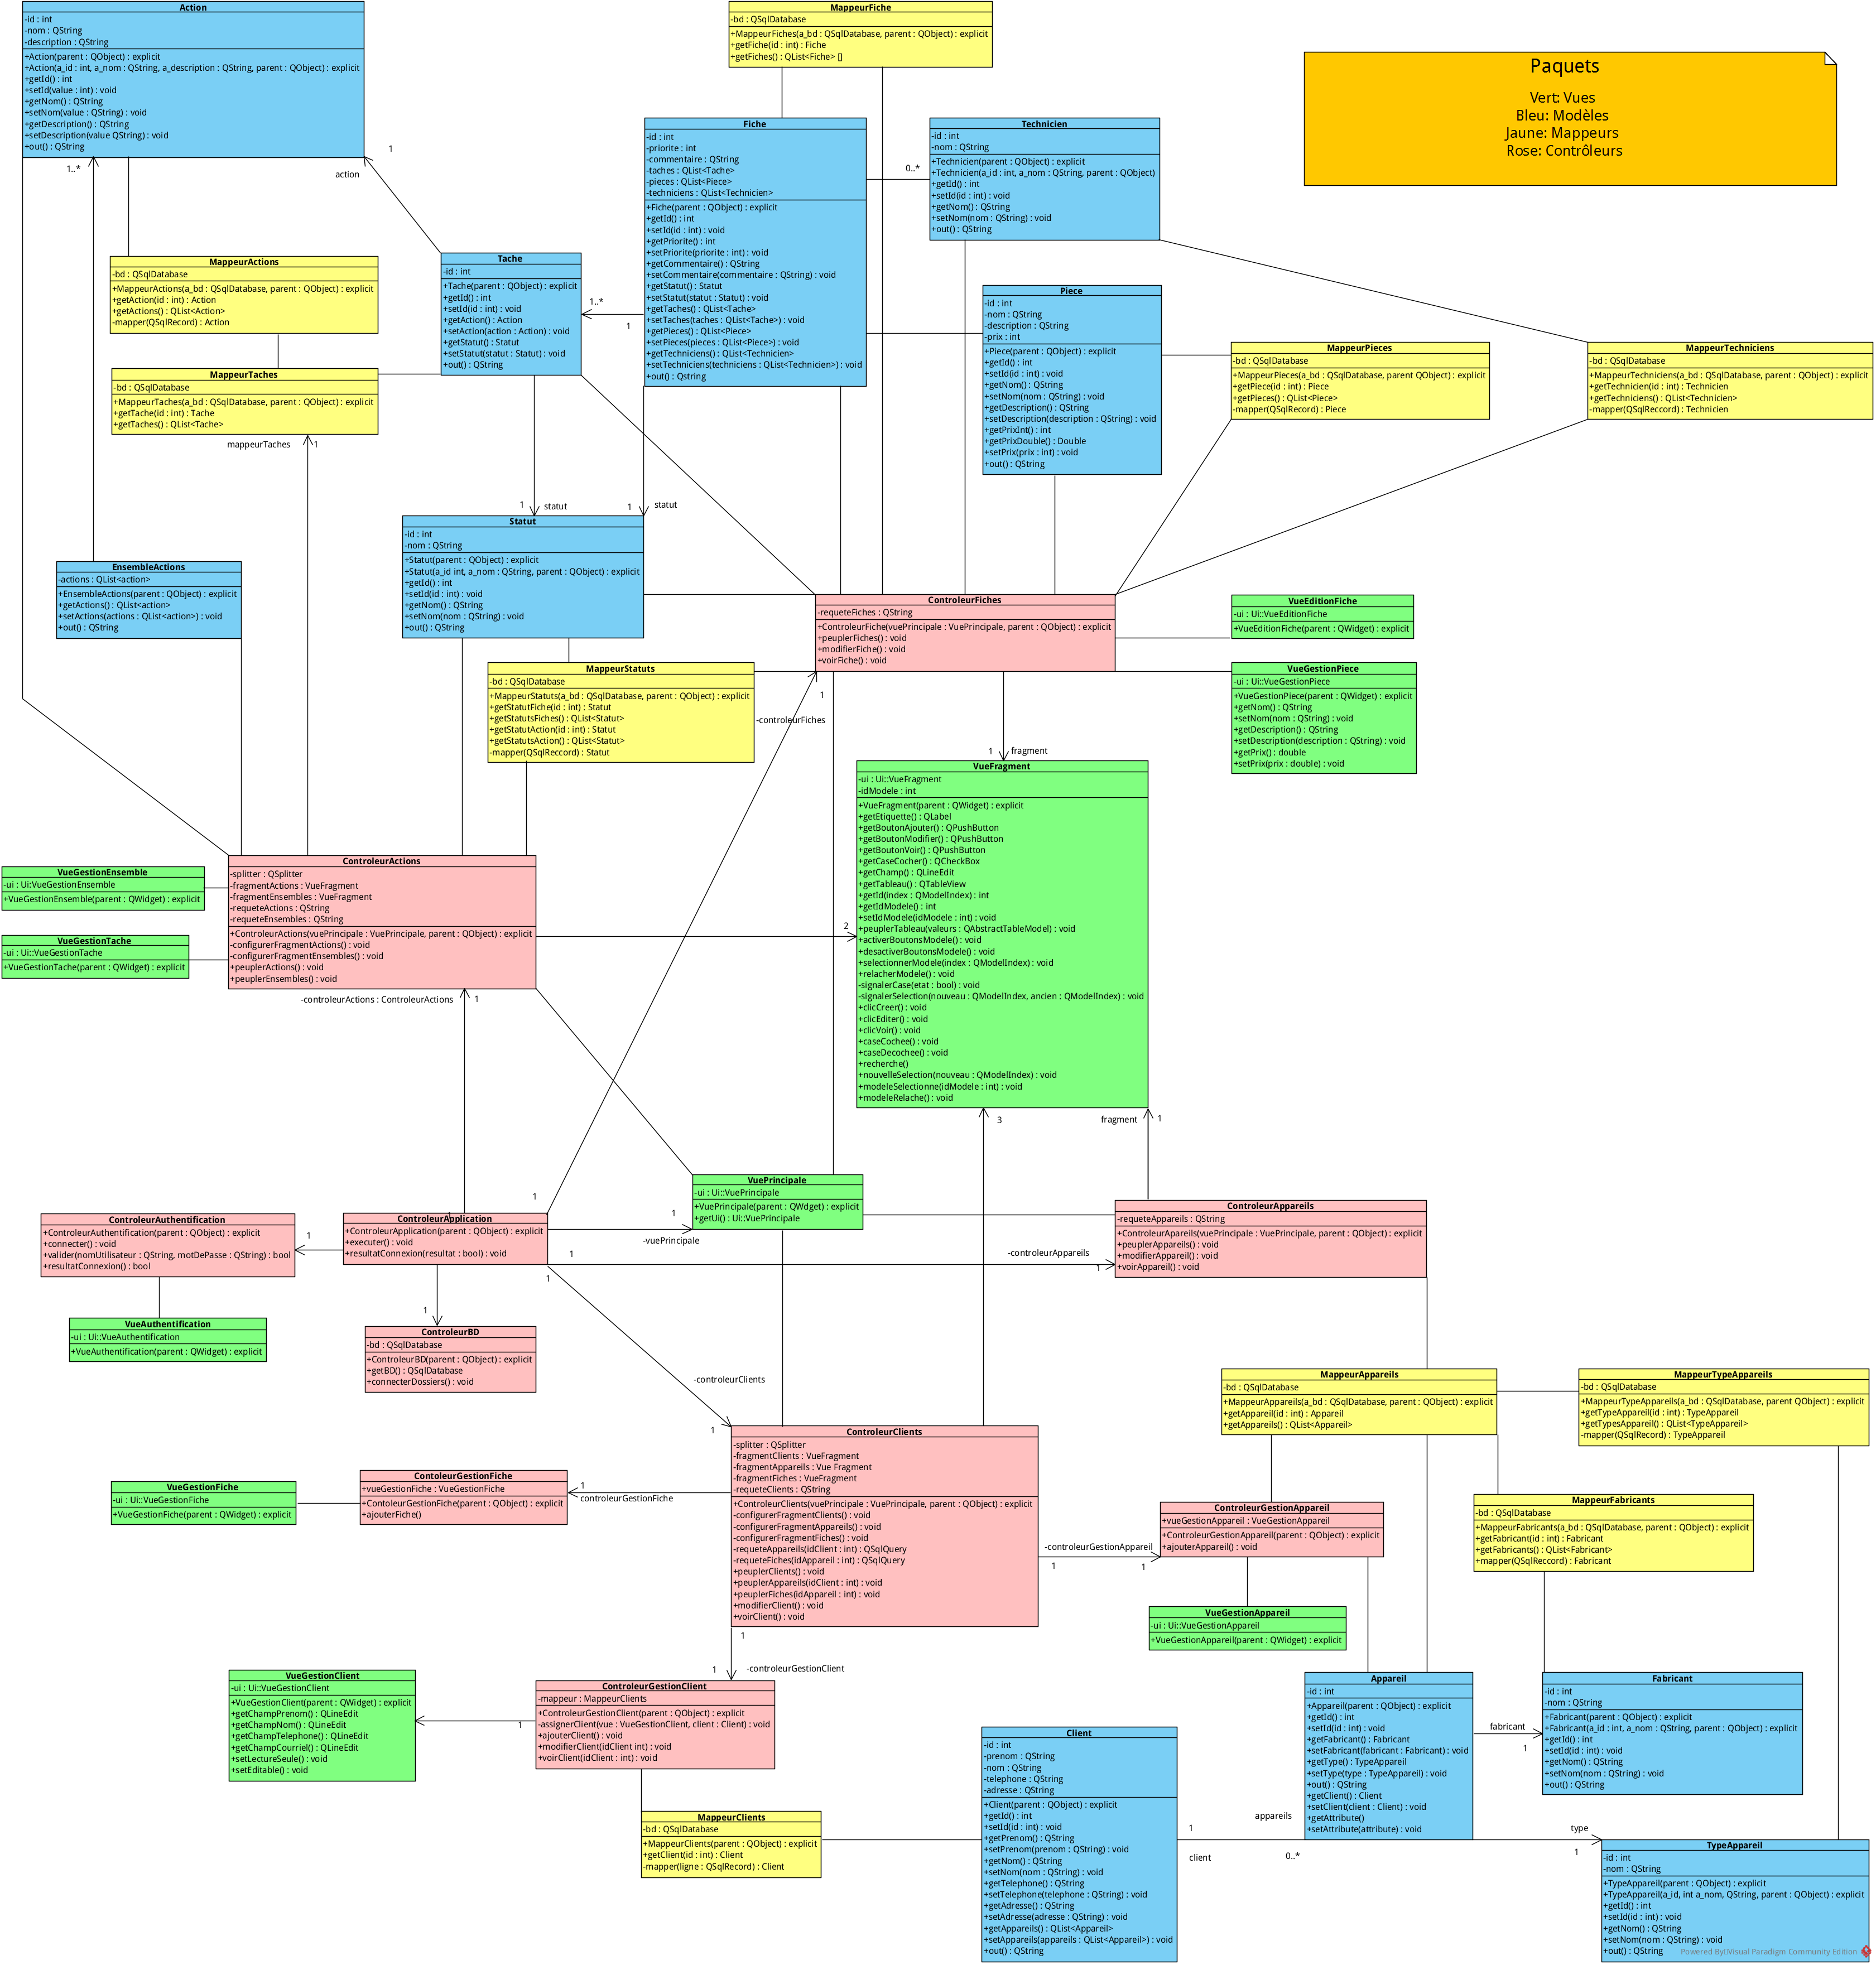 Action
-id : int
-nom : QString
-description : QString
+Action(parent : QObject) : explicit
+Action(a_id : int, a_nom : QString, a_description : QString, parent : QObject) : explicit
+getId() : int
+setId(value : int) : void
+getNom() : QString
+setNom(value : QString) : void
+getDescription() : QString
+setDescription(value QString) : void
+out() : QString
MappeurFiche
-bd : QSqlDatabase
+MappeurFiches(a_bd : QSqlDatabase, parent : QObject) : explicit
+getFiche(id : int) : Fiche
+getFiches() : QList<Fiche> []
Paquets
Vert: Vues
Bleu: Modèles
Jaune: Mappeurs
Rose: Contrôleurs
Fiche
-id : int
-priorite : int
-commentaire : QString
-taches : QList<Tache>
-pieces : QList<Piece>
-techniciens : QList<Technicien>
+Fiche(parent : QObject) : explicit
+getId() : int
+setId(id : int) : void
+getPriorite() : int
+setPriorite(priorite : int) : void
+getCommentaire() : QString
+setCommentaire(commentaire : QString) : void
+getStatut() : Statut
+setStatut(statut : Statut) : void
+getTaches() : QList<Tache>
+setTaches(taches : QList<Tache>) : void
+getPieces() : QList<Piece>
+setPieces(pieces : QList<Piece>) : void
+getTechniciens() : QList<Technicien>
+setTechniciens(techniciens : QList<Technicien>) : void
+out() : Qstring
0..*
Technicien
-id : int
-nom : QString
+Technicien(parent : QObject) : explicit
+Technicien(a_id : int, a_nom : QString, parent : QObject)
+getId() : int
+setId(id : int) : void
+getNom() : QString
+setNom(nom : QString) : void
+out() : QString
1..*
1
action
MappeurActions
-bd : QSqlDatabase
+MappeurActions(a_bd : QSqlDatabase, parent : QObject) : explicit
+getAction(id : int) : Action
+getActions() : QList<Action>
-mapper(QSqlRecord) : Action
Tache
-id : int
+Tache(parent : QObject) : explicit
+getId() : int
+setId(id : int) : void
+getAction() : Action
+setAction(action : Action) : void
+getStatut() : Statut
+setStatut(statut : Statut) : void
+out() : QString
1..*
1
Piece
-id : int
-nom : QString
-description : QString
-prix : int
+Piece(parent : QObject) : explicit
+getId() : int
+setId(id : int) : void
+getNom() : QString
+setNom(nom : QString) : void
+getDescription() : QString
+setDescription(description : QString) : void
+getPrixInt() : int
+getPrixDouble() : Double
+setPrix(prix : int) : void
+out() : QString
MappeurPieces
-bd : QSqlDatabase
+MappeurPieces(a_bd : QSqlDatabase, parent QObject) : explicit
+getPiece(id : int) : Piece
+getPieces() : QList<Piece>
-mapper(QSqlRecord) : Piece
MappeurTechniciens
-bd : QSqlDatabase
+MappeurTechniciens(a_bd : QSqlDatabase, parent : QObject) : explicit
+getTechnicien(id : int) : Technicien
+getTechniciens() : QList<Technicien>
-mapper(QSqlReccord) : Technicien
MappeurTaches
-bd : QSqlDatabase
+MappeurTaches(a_bd : QSqlDatabase, parent : QObject) : explicit
+getTache(id : int) : Tache
+getTaches() : QList<Tache>
mappeurTaches
1
1
statut
1
statut
Statut
-id : int
-nom : QString
+Statut(parent : QObject) : explicit
+Statut(a_id int, a_nom : QString, parent : QObject) : explicit
+getId() : int
+setId(id : int) : void
+getNom() : QString
+setNom(nom : QString) : void
+out() : QString
EnsembleActions
-actions : QList<action>
+EnsembleActions(parent : QObject) : explicit
+getActions() : QList<action>
+setActions(actions : QList<action>) : void
+out() : QString
ControleurFiches
-requeteFiches : QString
+ControleurFiche(vuePrincipale : VuePrincipale, parent : QObject) : explicit
+peuplerFiches() : void
+modifierFiche() : void
+voirFiche() : void
VueEditionFiche
-ui : Ui::VueEditionFiche
+VueEditionFiche(parent : QWidget) : explicit
MappeurStatuts
-bd : QSqlDatabase
+MappeurStatuts(a_bd : QSqlDatabase, parent : QObject) : explicit
+getStatutFiche(id : int) : Statut
+getStatutsFiches() : QList<Statut>
+getStatutAction(id : int) : Statut
+getStatutsAction() : QList<Statut>
-mapper(QSqlReccord) : Statut
1
-controleurFiches
VueGestionPiece
-ui : Ui::VueGestionPiece
+VueGestionPiece(parent : QWidget) : explicit
+getNom() : QString
+setNom(nom : QString) : void
+getDescription() : QString
+setDescription(description : QString) : void
+getPrix() : double
+setPrix(prix : double) : void
1
fragment
VueFragment
-ui : Ui::VueFragment
-idModele : int
+VueFragment(parent : QWidget) : explicit
+getEtiquette() : QLabel
+getBoutonAjouter() : QPushButton
+getBoutonModifier() : QPushButton
+getBoutonVoir() : QPushButton
+getCaseCocher() : QCheckBox
+getChamp() : QLineEdit
+getTableau() : QTableView
+getId(index : QModelIndex) : int
+getIdModele() : int
+setIdModele(idModele : int) : void
+peuplerTableau(valeurs : QAbstractTableModel) : void
+activerBoutonsModele() : void
+desactiverBoutonsModele() : void
+selectionnerModele(index : QModelIndex) : void
+relacherModele() : void
-signalerCase(etat : bool) : void
-signalerSelection(nouveau : QModelIndex, ancien : QModelIndex) : void
+clicCreer() : void
+clicEditer() : void
+clicVoir() : void
+caseCochee() : void
+caseDecochee() : void
+recherche()
+nouvelleSelection(nouveau : QModelIndex) : void
+modeleSelectionne(idModele : int) : void
+modeleRelache() : void
VueGestionEnsemble
-ui : Ui:VueGestionEnsemble
+VueGestionEnsemble(parent : QWidget) : explicit
VueGestionTache
-ui : Ui::VueGestionTache
+VueGestionTache(parent : QWidget) : explicit
ControleurActions
-splitter : QSplitter
-fragmentActions : VueFragment
-fragmentEnsembles : VueFragment
-requeteActions : QString
-requeteEnsembles : QString
+ControleurActions(vuePrincipale : VuePrincipale, parent : QObject) : explicit
-configurerFragmentActions() : void
-configurerFragmentEnsembles() : void
+peuplerActions() : void
+peuplerEnsembles() : void
2
-controleurActions : ControleurActions
1
3
fragment
1
VuePrincipale
-ui : Ui::VuePrincipale
+VuePrincipale(parent : QWdget) : explicit
+getUi() : Ui::VuePrincipale
1
1
1
-vuePrincipale
ControleurAuthentification
+ControleurAuthentification(parent : QObject) : explicit
+connecter() : void
+valider(nomUtilisateur : QString, motDePasse : QString) : bool
+resultatConnexion() : bool
1
ControleurApplication
+ControleurApplication(parent : QObject) : explicit
+executer() : void
+resultatConnexion(resultat : bool) : void
ControleurAppareils
-requeteAppareils : QString
+ControleurApareils(vuePrincipale : VuePrincipale, parent : QObject) : explicit
+peuplerAppareils() : void
+modifierAppareil() : void
+voirAppareil() : void
1
-controleurAppareils
1
1
1
VueAuthentification
-ui : Ui::VueAuthentification
+VueAuthentification(parent : QWidget) : explicit
ControleurBD
-bd : QSqlDatabase
+ControleurBD(parent : QObject) : explicit
+getBD() : QSqlDatabase
+connecterDossiers() : void
-controleurClients
1
MappeurAppareils
-bd : QSqlDatabase
+MappeurAppareils(a_bd : QSqlDatabase, parent : QObject) : explicit
+getAppareil(id : int) : Appareil
+getAppareils() : QList<Appareil>
MappeurTypeAppareils
-bd : QSqlDatabase
+MappeurTypeAppareils(a_bd : QSqlDatabase, parent QObject) : explicit
+getTypeAppareil(id : int) : TypeAppareil
+getTypesAppareil() : QList<TypeAppareil>
-mapper(QSqlRecord) : TypeAppareil
ControleurClients
-splitter : QSplitter
-fragmentClients : VueFragment
-fragmentAppareils : Vue Fragment
-fragmentFiches : VueFragment
-requeteClients : QString
+ControleurClients(vuePrincipale : VuePrincipale, parent : QObject) : explicit
-configurerFragmentClients() : void
-configurerFragmentAppareils() : void
-configurerFragmentFiches() : void
-requeteAppareils(idClient : int) : QSqlQuery
-requeteFiches(idAppareil : int) : QSqlQuery
+peuplerClients() : void
+peuplerAppareils(idClient : int) : void
+peuplerFiches(idAppareil : int) : void
+modifierClient() : void
+voirClient() : void
VueGestionFiche
-ui : Ui::VueGestionFiche
+VueGestionFiche(parent : QWidget) : explicit
ContoleurGestionFiche
+vueGestionFiche : VueGestionFiche
+ContoleurGestionFiche(parent : QObject) : explicit
+ajouterFiche()
1
controleurGestionFiche
-controleurGestionAppareil
1
1
ControleurGestionAppareil
+vueGestionAppareil : VueGestionAppareil
+ControleurGestionAppareil(parent : QObject) : explicit
+ajouterAppareil() : void
MappeurFabricants
-bd : QSqlDatabase
+MappeurFabricants(a_bd : QSqlDatabase, parent : QObject) : explicit
+getFabricant(id : int) : Fabricant
+getFabricants() : QList<Fabricant>
+mapper(QSqlReccord) : Fabricant
VueGestionAppareil
-ui : Ui::VueGestionAppareil
+VueGestionAppareil(parent : QWidget) : explicit
1
1
-controleurGestionClient
VueGestionClient
-ui : Ui::VueGestionClient
+VueGestionClient(parent : QWidget) : explicit
+getChampPrenom() : QLineEdit
+getChampNom() : QLineEdit
+getChampTelephone() : QLineEdit
+getChampCourriel() : QLineEdit
+setLectureSeule() : void
+setEditable() : void
1
ControleurGestionClient
-mappeur : MappeurClients
+ControleurGestionClient(parent : QObject) : explicit
-assignerClient(vue : VueGestionClient, client : Client) : void
+ajouterClient() : void
+modifierClient(idClient int) : void
+voirClient(idClient : int) : void
Appareil
-id : int
+Appareil(parent : QObject) : explicit
+getId() : int
+setId(id : int) : void
+getFabricant() : Fabricant
+setFabricant(fabricant : Fabricant) : void
+getType() : TypeAppareil
+setType(type : TypeAppareil) : void
+out() : QString
+getClient() : Client
+setClient(client : Client) : void
+getAttribute()
+setAttribute(attribute) : void
fabricant
1
Fabricant
-id : int
-nom : QString
+Fabricant(parent : QObject) : explicit
+Fabricant(a_id : int, a_nom : QString, parent : QObject) : explicit
+getId() : int
+setId(id : int) : void
+getNom() : QString
+setNom(nom : QString) : void
+out() : QString
Client
-id : int
-prenom : QString
-nom : QString
-telephone : QString
-adresse : QString
+Client(parent : QObject) : explicit
+getId() : int
+setId(id : int) : void
+getPrenom() : QString
+setPrenom(prenom : QString) : void
+getNom() : QString
+setNom(nom : QString) : void
+getTelephone() : QString
+setTelephone(telephone : QString) : void
+getAdresse() : QString
+setAdresse(adresse : QString) : void
+getAppareils() : QList<Appareil>
+setAppareils(appareils : QList<Appareil>) : void
+out() : QString
MappeurClients
-bd : QSqlDatabase
+MappeurClients(parent : QObject) : explicit
+getClient(id : int) : Client
-mapper(ligne : QSqlRecord) : Client
appareils
1
client
0..*
type
1
TypeAppareil
-id : int
-nom : QString
+TypeAppareil(parent : QObject) : explicit
+TypeAppareil(a_id, int a_nom, QString, parent : QObject) : explicit
+getId() : int
+setId(id : int) : void
+getNom() : QString
+setNom(nom : QString) : void
+out() : QString
Powered By Visual Paradigm Community Edition